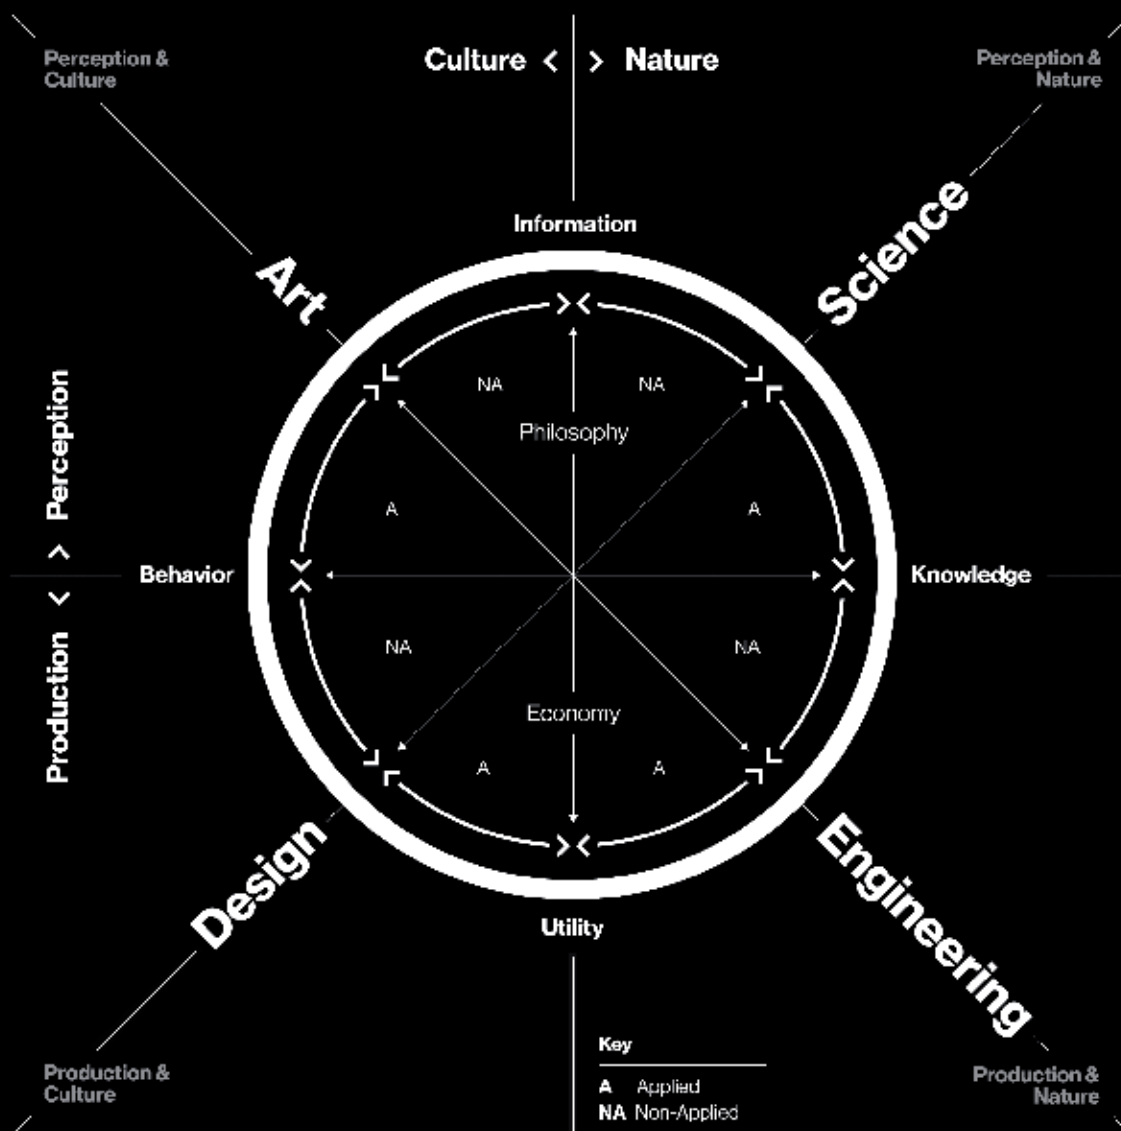 Perception &
Culture
Culture < > Nature
Perception &
Nature
Information
Art
Science
NA
NA
Philosophy
A
A
Perception
Behavior
Knowledge
Production
NA
NA
Economy
A
A
Design
Engineering
Utility
Key
A Applied
NA Non-Applied
Production &
Culture
Production &
Nature